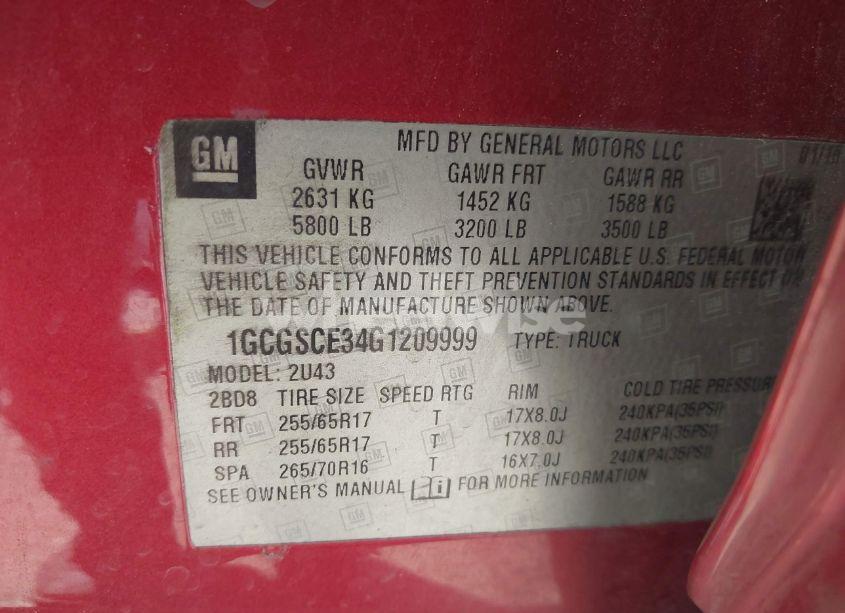 GM
MFD BY GENERAL MOTORS LLC 01/16
GVWR GAWR FRT GAWR RR
2631 KG 1452 KG 1588 KG
5800 LB 3200 LB 3500 LB
THIS VEHICLE CONFORMS TO ALL APPLICABLE U.S. FEDERAL MOTOR
VEHICLE SAFETY AND THEFT PREVENTION STANDARDS IN EFFECT ON
THE DATE OF MANUFACTURE SHOWN ABOVE.
1GCGSCE34G1209999 TYPE: TRUCK
MODEL: 2U43
2BD8 TIRE SIZE SPEED RTG RIM COLD TIRE PRESSURE
FRT 255/65R17 T 17X8.0J 240KPA(35PSI)
RR 255/65R17 T 17X8.0J 240KPA(35PSI)
SPA 265/70R16 T 16X7.0J 240KPA(35PSI)
SEE OWNER'S MANUAL FOR MORE INFORMATION